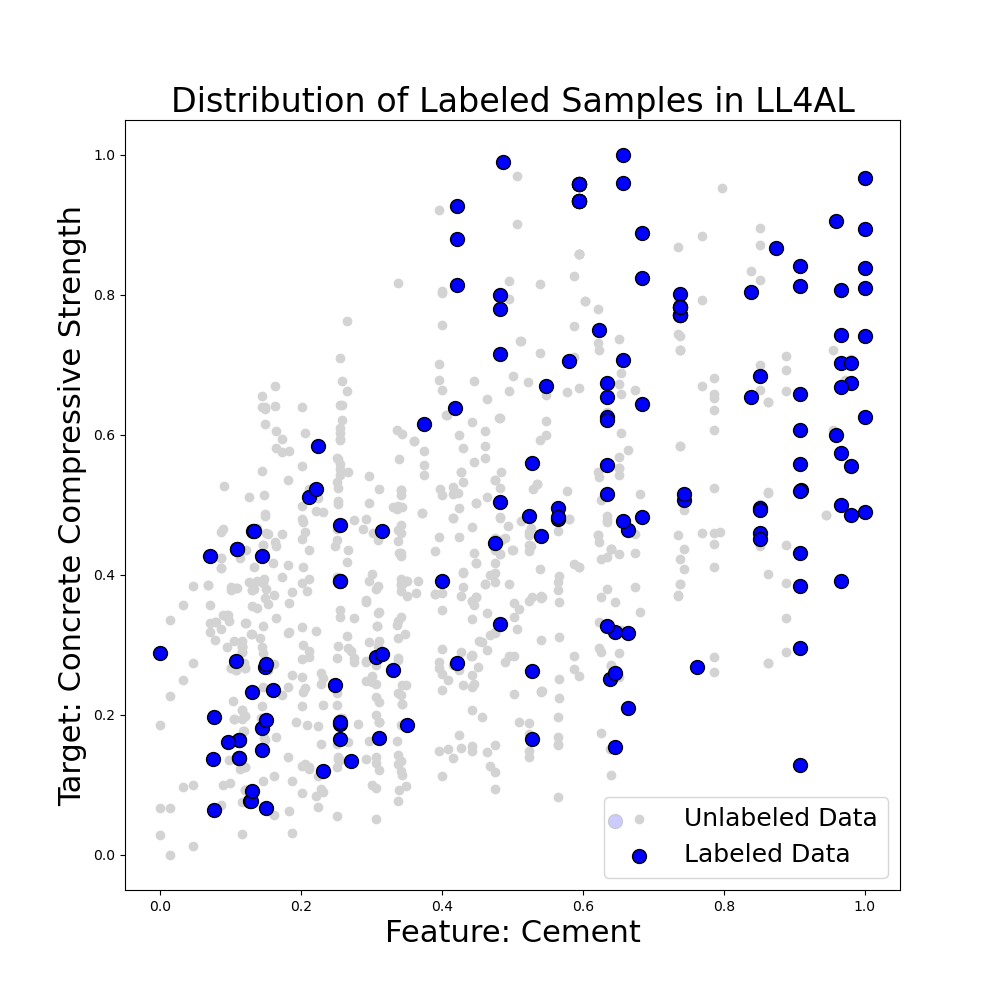 Distribution of Labeled Samples in LL4AL
Target: Concrete Compressive Strength
1.0
0.8
0.6
0.4
0.2
0.0
Unlabeled Data
Labeled Data
0.0 0.2 0.4 0.6 0.8 1.0
Feature: Cement